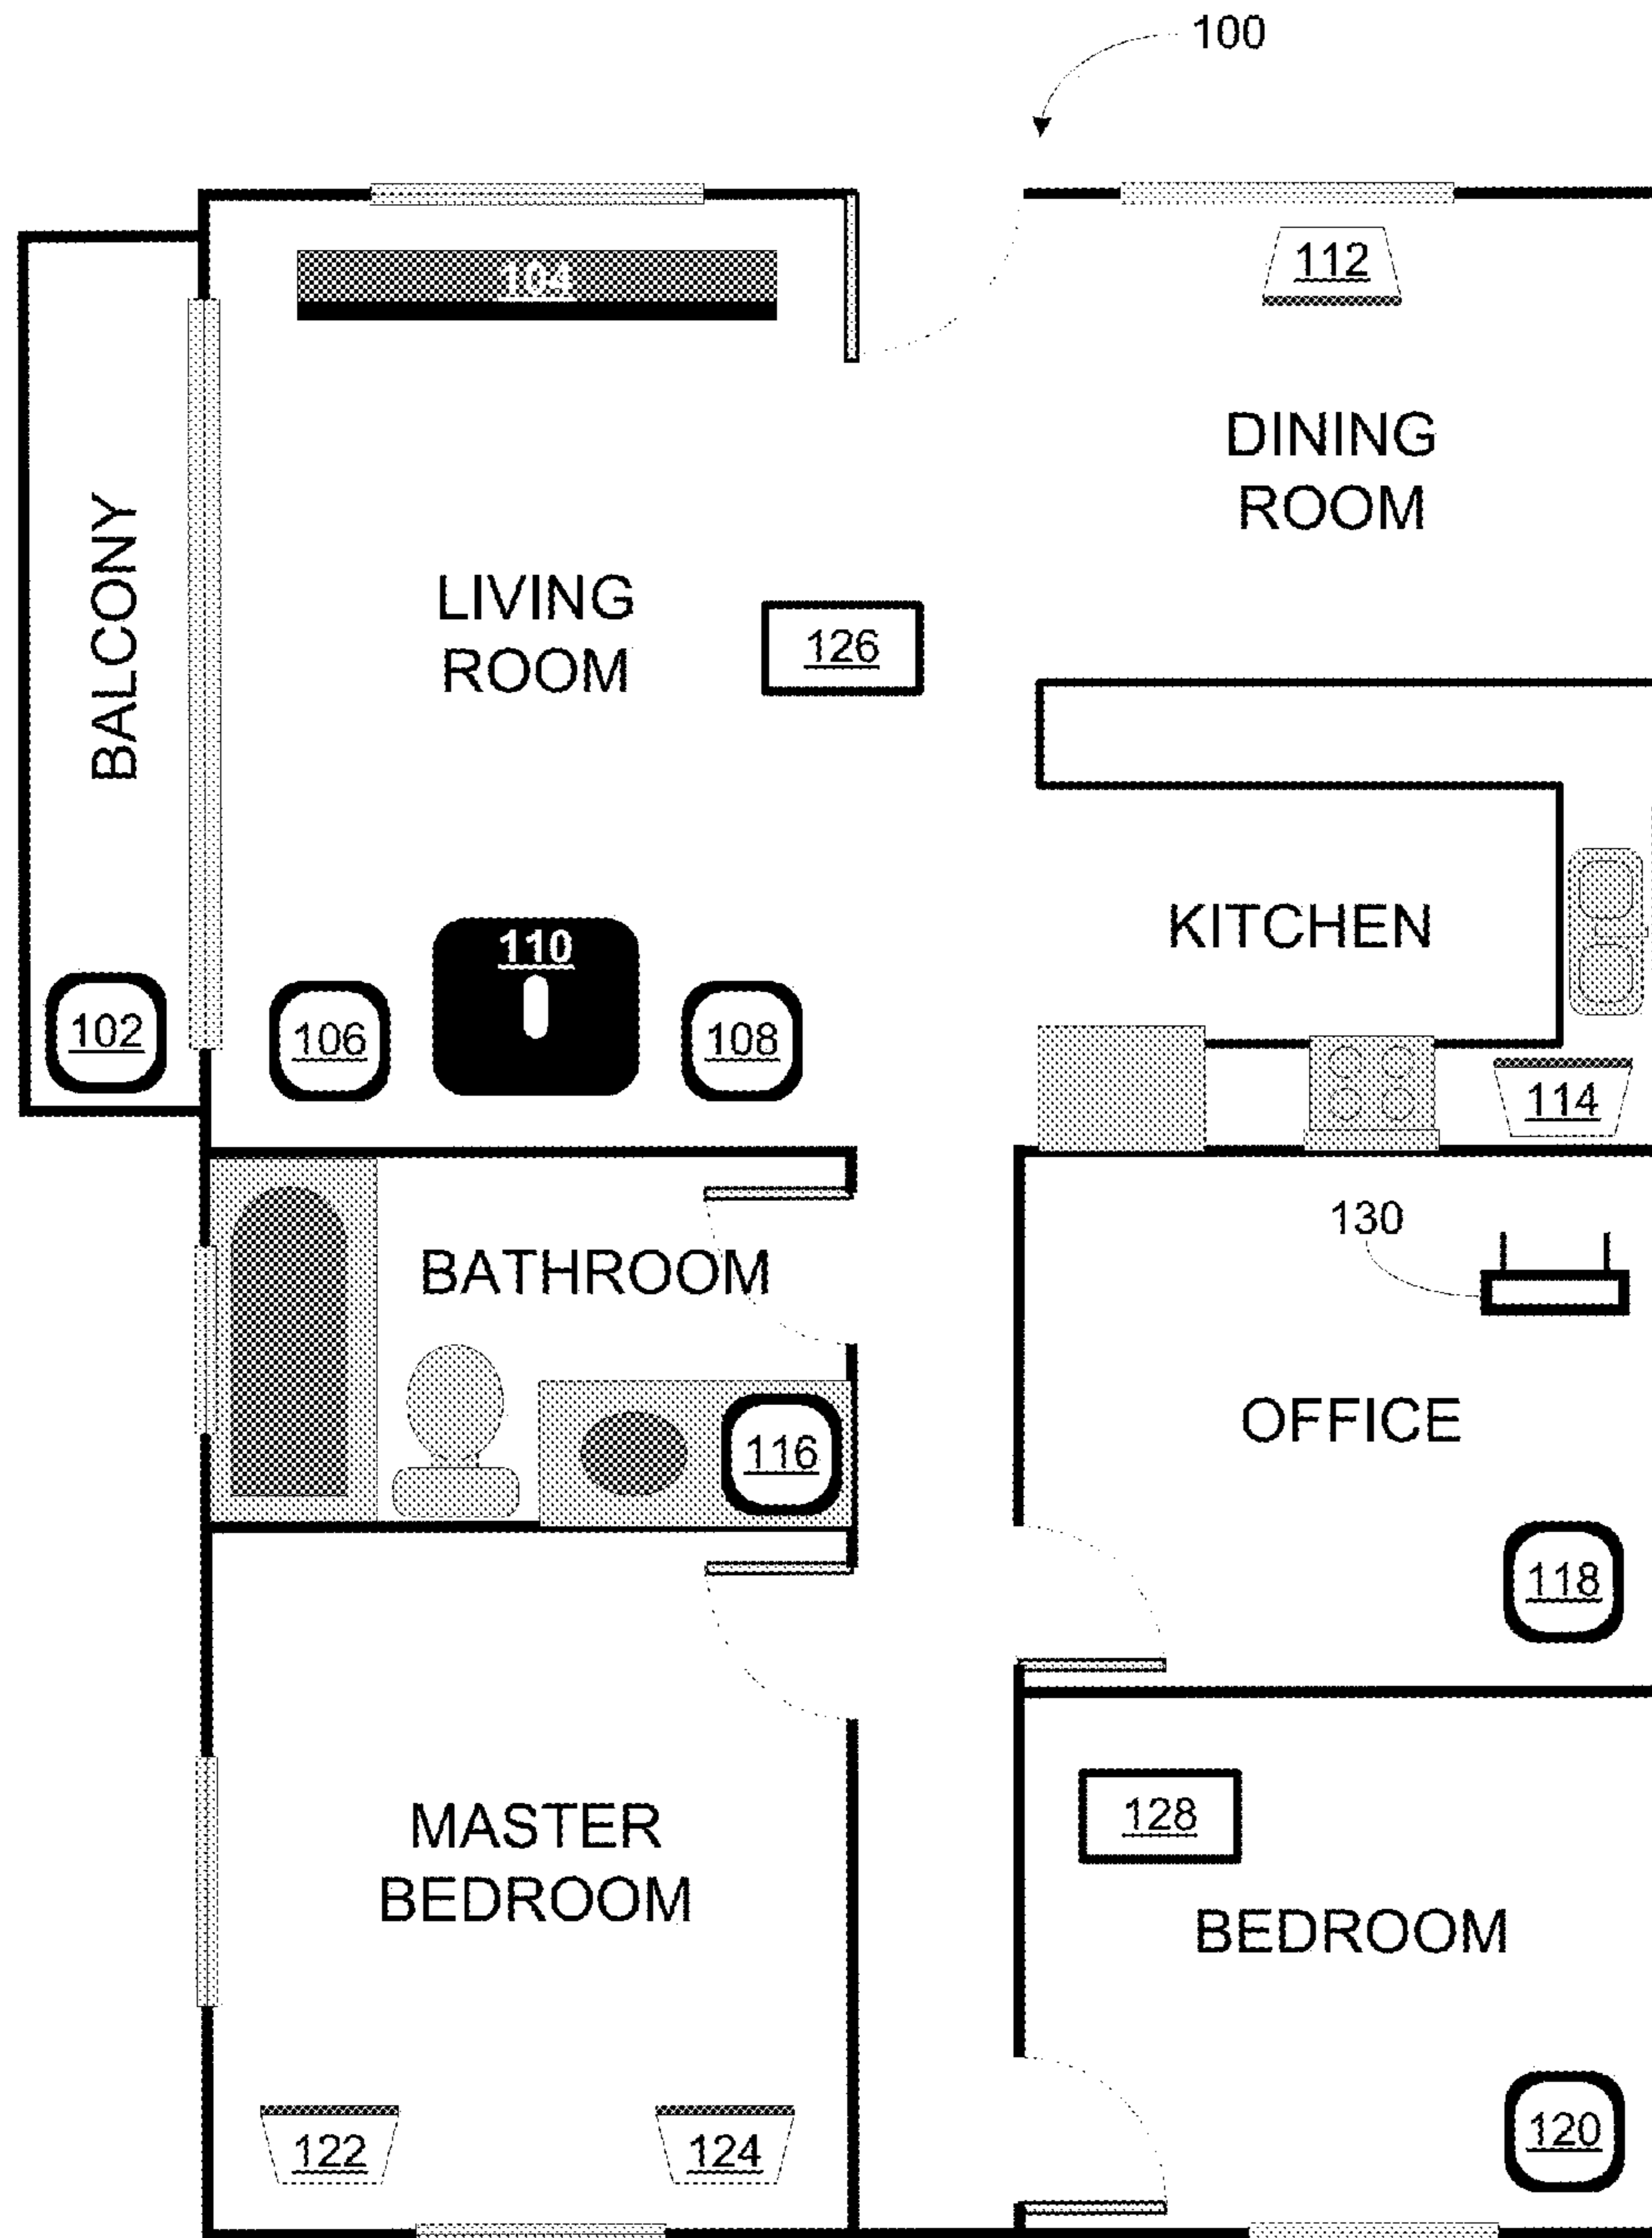 100
104
112
DINING
ROOM
BALCONY
LIVING
ROOM
126
KITCHEN
110
102
106
108
114
130
BATHROOM
OFFICE
116
118
128
MASTER
BEDROOM
BEDROOM
122
124
120